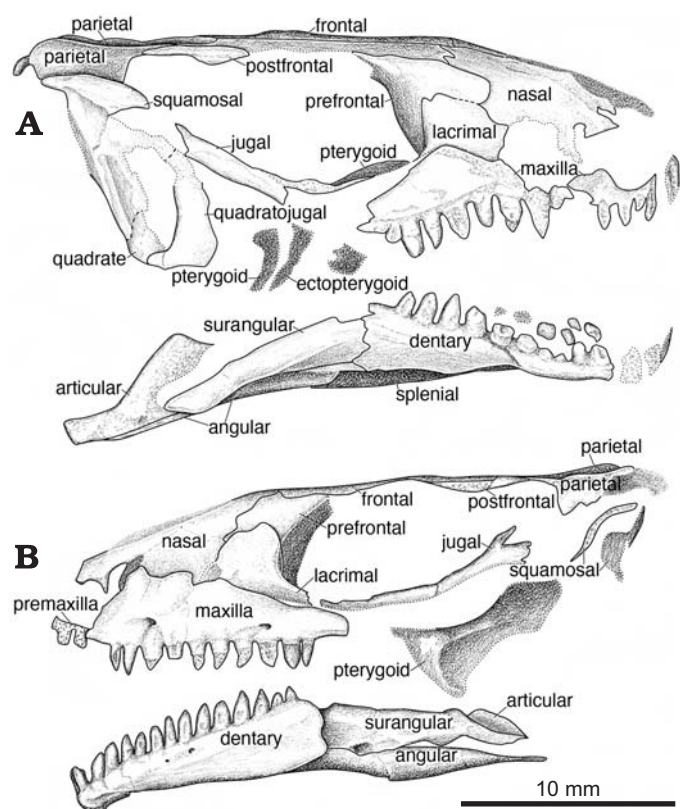 parietal
frontal
parietal
postfrontal
squamosal
prefrontal
nasal
A
lacrimal
jugal
pterygoid
maxilla
quadratojugal
quadrate
pterygoid
ectopterygoid
surangular
dentary
articular
splenial
angular
parietal
parietal
frontal
postfrontal
prefrontal
nasal
jugal
B
lacrimal
squamosal
premaxilla
maxilla
pterygoid
articular
surangular
dentary
angular
10 mm